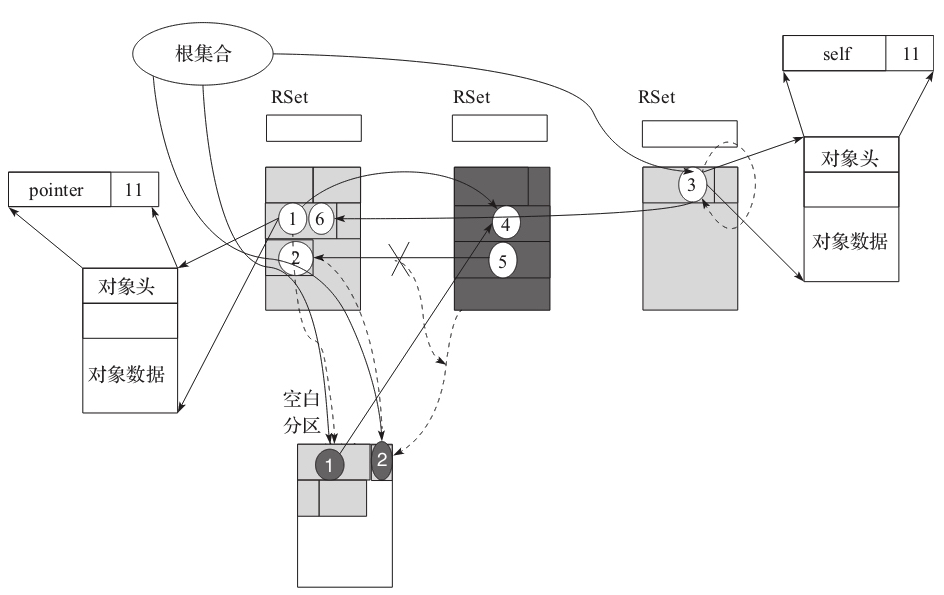 根集合
self 11
RSet RSet RSet
pointer 11
对象头
3
1 6
4
2
5
对象头
对象数据
对象数据
空白
分区
1 2